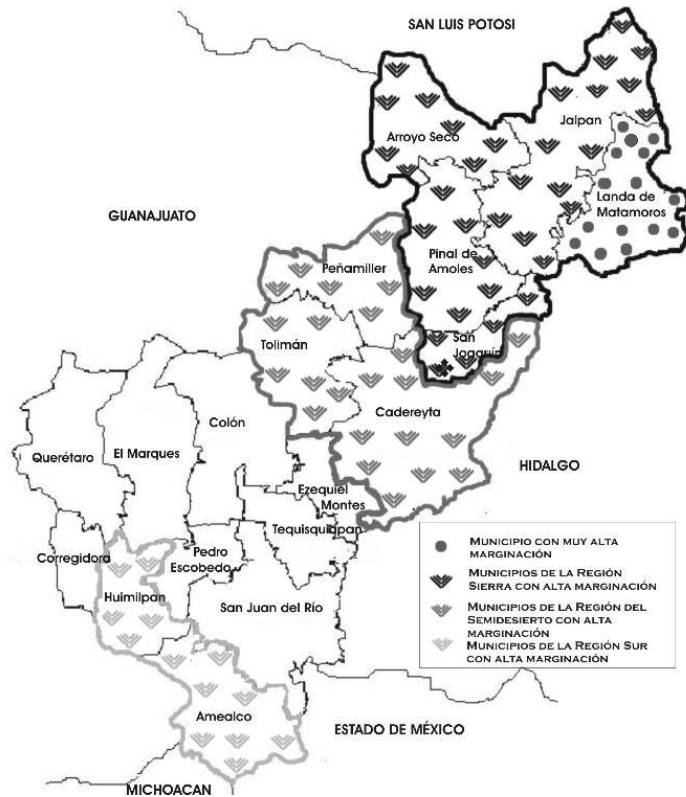 SAN LUIS POTOSI
Arroyo Seco
Jalpan
Landa de
Matamoros
GUANAJUATO
Pinal de
Amoles
Peñamiller
San
Joaquín
Tolimán
Cadereyta
Colón
El Marques
Querétaro
HIDALGO
Ezequiel
Montes
Tequisquiapan
Pedro
Escobedo
Corregidora
Huimilpan
San Juan del Río
Amealco
ESTADO DE MÉXICO
MICHOACAN
MUNICIPIO CON MUY ALTA
MARGINACIÓN
MUNICIPIOS DE LA REGIÓN
SIERRA CON ALTA MARGINACIÓN
MUNICIPIOS DE LA REGIÓN DEL
SEMIDESIERTO CON ALTA
MARGINACIÓN
MUNICIPIOS DE LA REGIÓN SUR
CON ALTA MARGINACIÓN